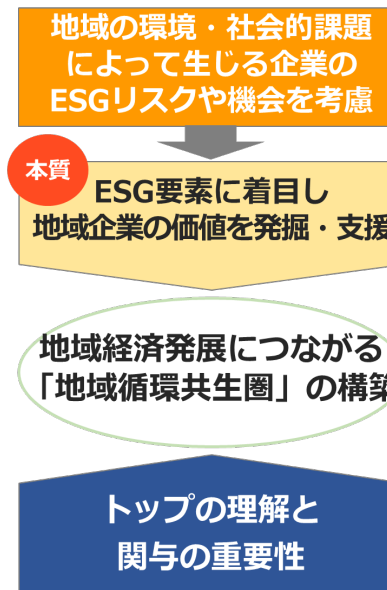 地域の環境・社会的課題
によって生じる企業の
ESGリスクや機会を考慮
本質
ESG要素に着目し
地域企業の価値を発掘・支援
地域経済発展につながる
「地域循環共生圏」の構築
トップの理解と
関与の重要性